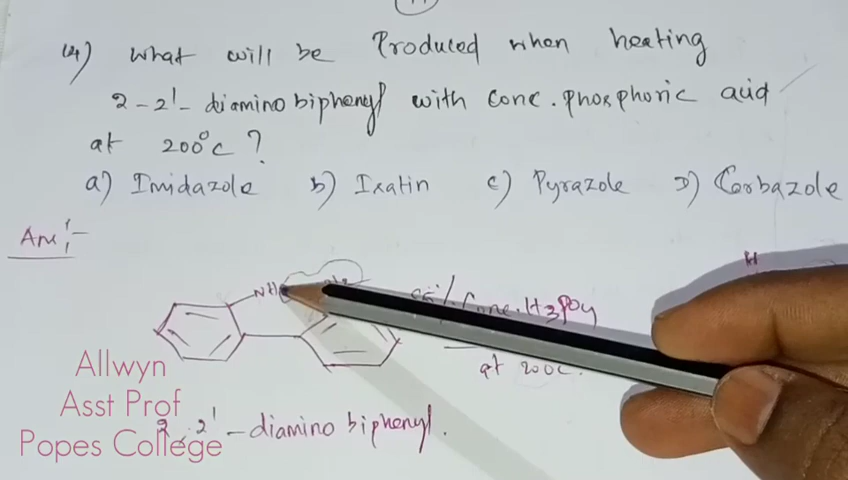 14) What will be Produced when heating
2-2'-diamino biphenyl with conc. phosphoric acid
at 200°C ?
a) Imidazole b) Isatin c) Pyrazole D) Carbazole
Ans:-
H
NH
Conc. H3PO4
at 200C.
Allwyn
Asst Prof
Popes College
2,2'-diamino biphenyl.